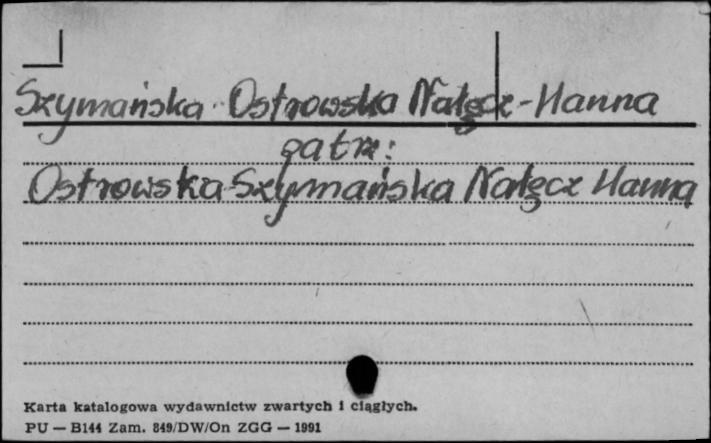 Szymańska-Ostrowska Nałęcz-Hanna
patrz:
Ostrowska-Szymańska Nałęcz Hanna
Karta katalogowa wydawnictw zwartych i ciągłych.
PU — B144 Zam. 849/DW/On ZGG — 1991